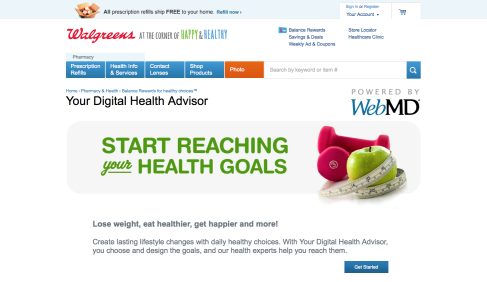 All prescription refills ship FREE to your home. Refill now ›
Sign in or Register
Your Account
Walgreens AT THE CORNER OF HAPPY & HEALTHY
Balance Rewards
Savings & Deals
Weekly Ad & Coupons
Store Locator
Healthcare Clinic
Pharmacy
Prescription Refills
Health Info & Services
Contact Lenses
Shop Products
Photo
Search by keyword or item #
Home › Pharmacy & Health › Balance Rewards for healthy choices™
Your Digital Health Advisor
POWERED BY
WebMD
START REACHING
your HEALTH GOALS
Lose weight, eat healthier, get happier and more!
Create lasting lifestyle changes with daily healthy choices. With Your Digital Health Advisor,
you choose and design the goals, and our health experts help you reach them.
Get Started